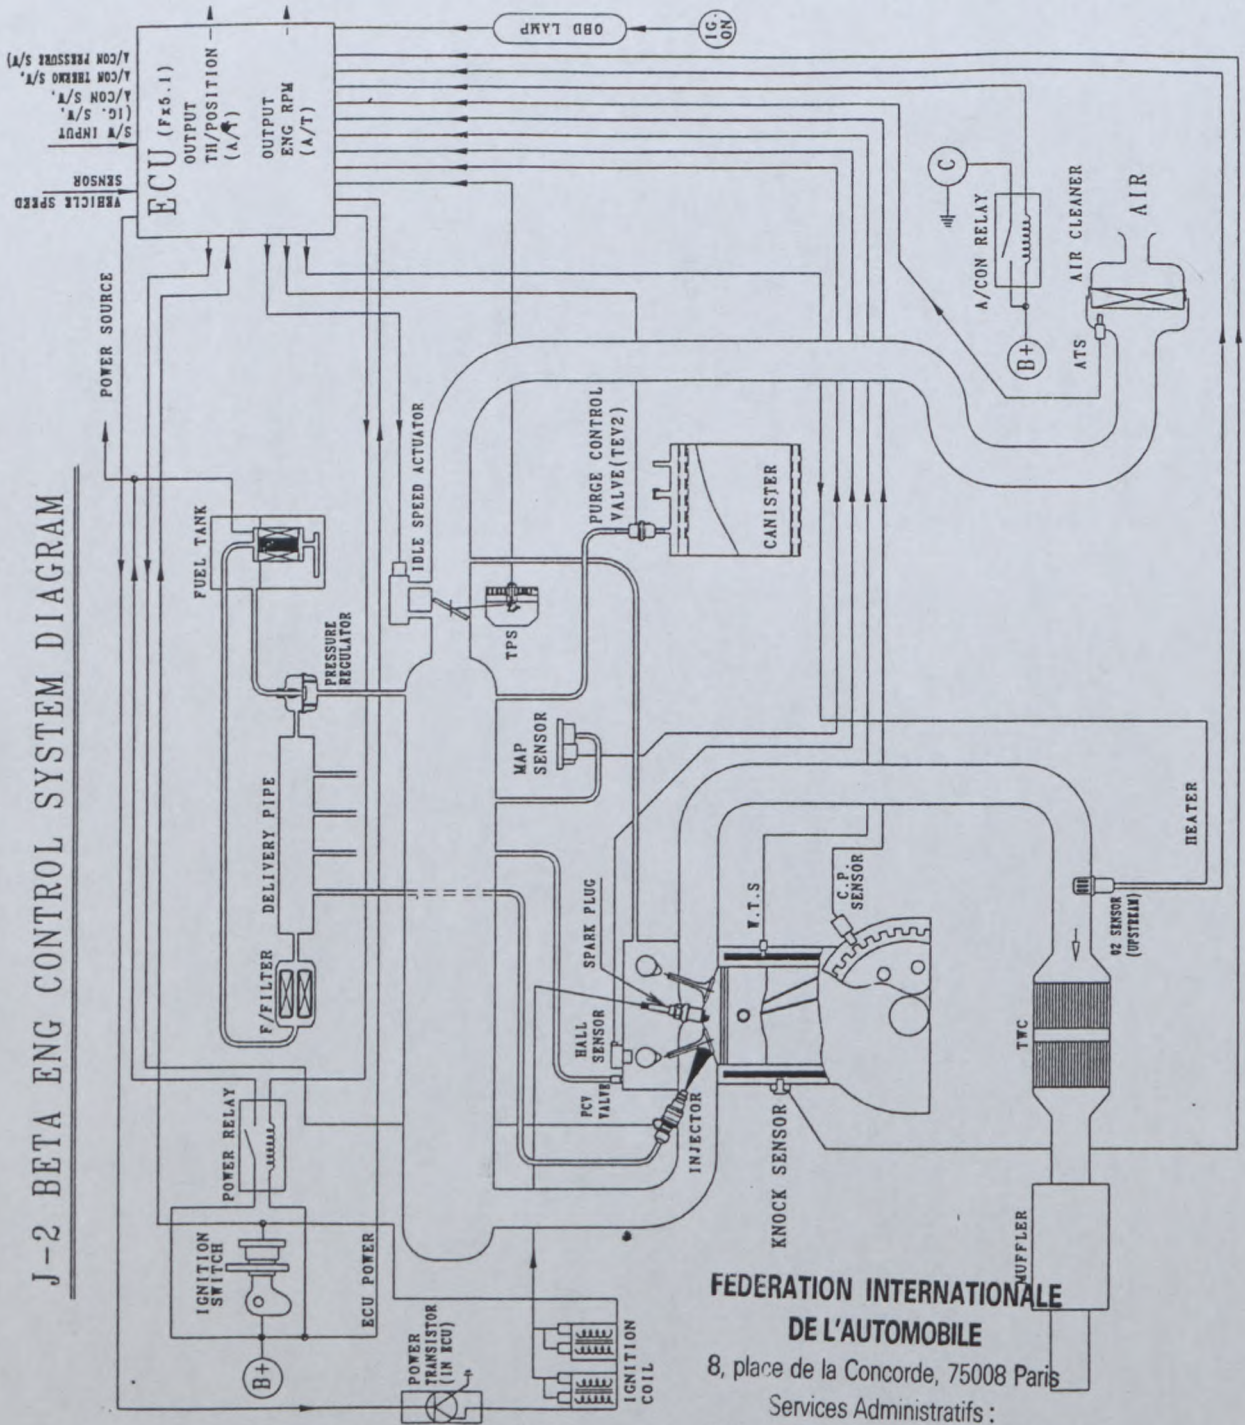 J-2 BETA ENG CONTROL SYSTEM DIAGRAM
A/CON PRESSURE S/W)
A/CON THERMO S/W,
A/CON S/W,
(IG. S/W,
S/W INPUT
SENSOR
VEHICLE SPEED
ECU (Fx5.1)
OUTPUT
TH/POSITION
(A/T)
OUTPUT
ENG RPM
(A/T)
OBD LAMP
IG.
ON
POWER SOURCE
FUEL TANK
PRESSURE
REGULATOR
DELIVERY PIPE
F/FILTER
POWER RELAY
IGNITION
SWITCH
B+
ECU POWER
POWER
TRANSISTOR
(IN ECU)
IGNITION
COIL
IDLE SPEED ACTUATOR
TPS
MAP
SENSOR
PURGE CONTROL
VALVE(TEV2)
CANISTER
SPARK PLUG
HALL
SENSOR
PCV
VALVE
INJECTOR
W.T.S
C.P.
SENSOR
KNOCK SENSOR
C
A/CON RELAY
B+
AIR CLEANER
AIR
ATS
HEATER
O2 SENSOR
(UPSTREAM)
TWC
MUFFLER
FEDERATION INTERNATIONALE
DE L'AUTOMOBILE
8, place de la Concorde, 75008 Paris
Services Administratifs :